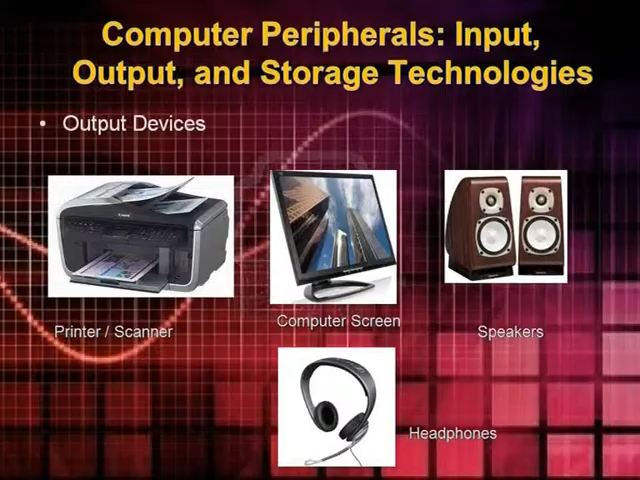 Computer Peripherals: Input,
Output, and Storage Technologies
• Output Devices
Printer / Scanner
Computer Screen
Speakers
Headphones